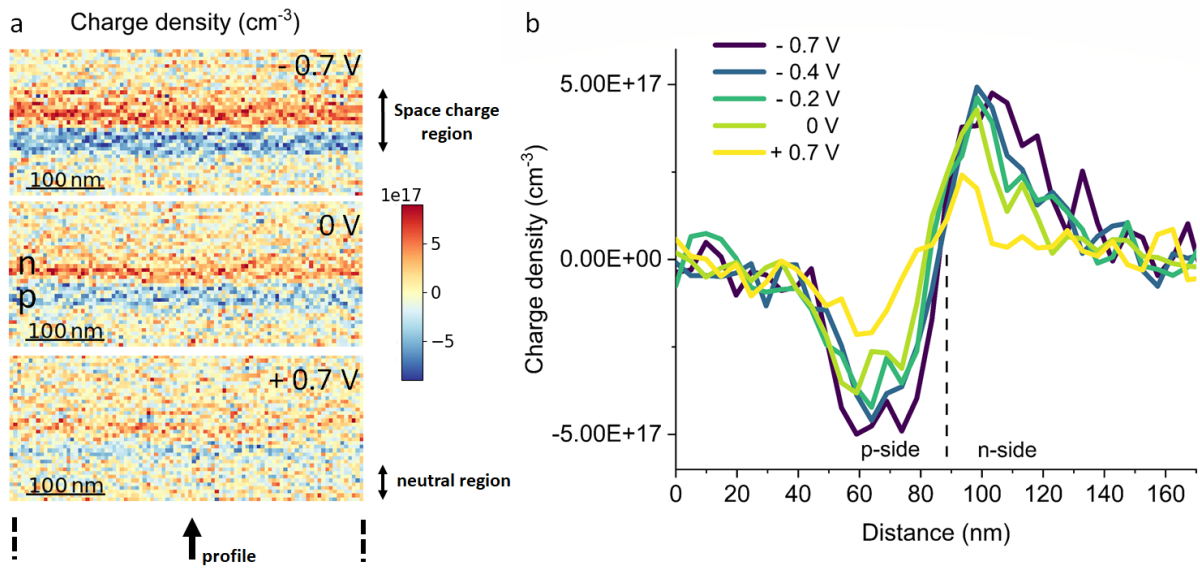 a
Charge density (cm-3)
- 0.7 V
100 nm
Space charge
region
1e17
5
0
−5
0 V
n
p
100 nm
+ 0.7 V
100 nm
neutral region
profile
b
- 0.7 V
- 0.4 V
- 0.2 V
0 V
+ 0.7 V
Charge density (cm-3)
5.00E+17
0.00E+00
-5.00E+17
p-side
n-side
0 20 40 60 80 100 120 140 160
Distance (nm)